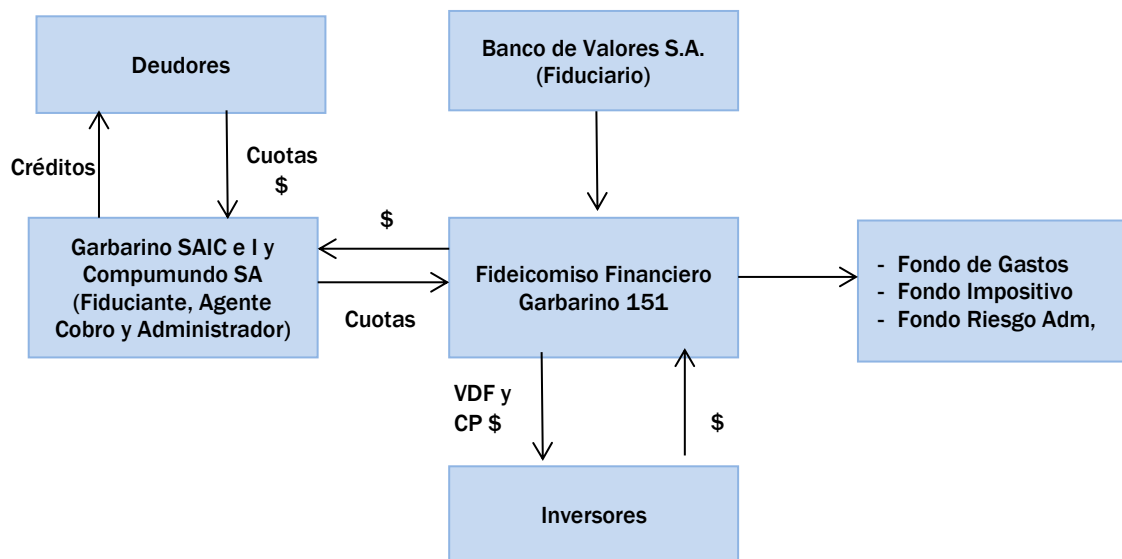 Deudores
Banco de Valores S.A.
(Fiduciario)
Créditos
Cuotas
$
Garbarino SAIC e I y
Compumundo SA
(Fiduciante, Agente
Cobro y Administrador)
$
Cuotas
Fideicomiso Financiero
Garbarino 151
- Fondo de Gastos
- Fondo Impositivo
- Fondo Riesgo Adm,
VDF y
CP $
$
Inversores